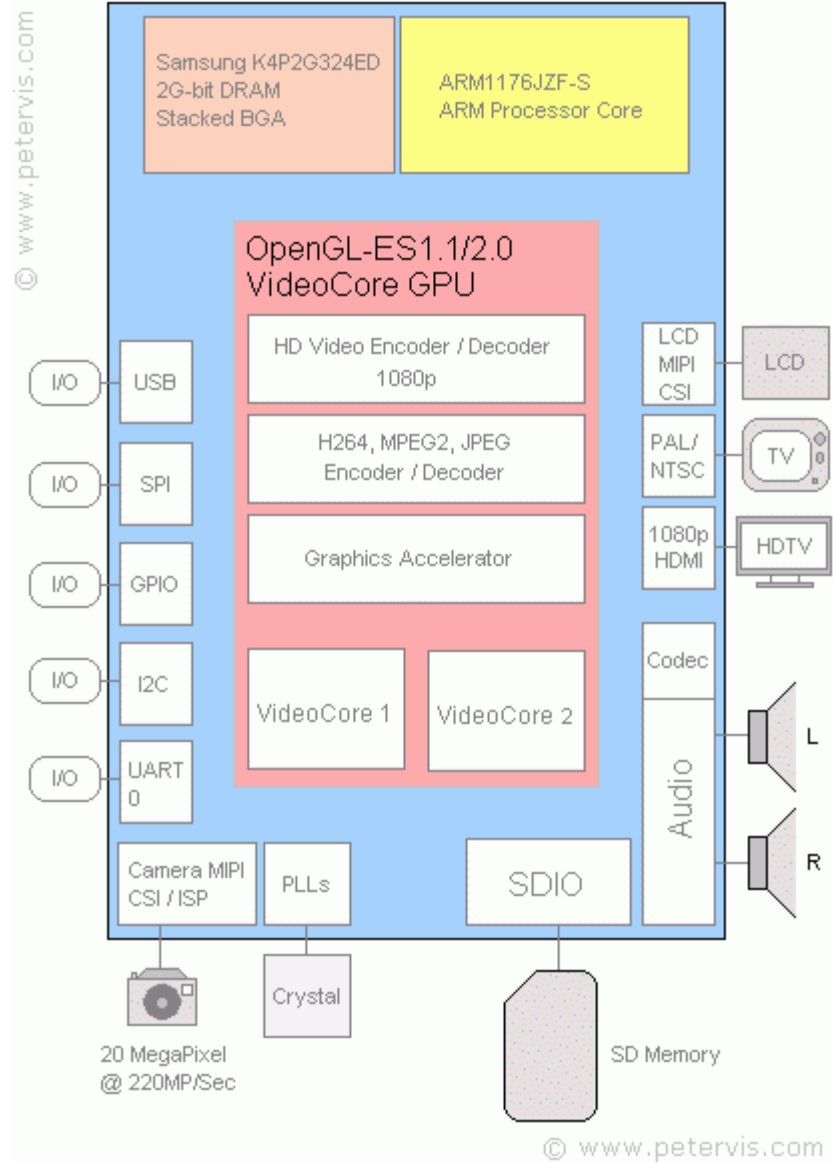 © www.petervis.com
Samsung K4P2G324ED
2G-bit DRAM
Stacked BGA
ARM1176JZF-S
ARM Processor Core
OpenGL-ES1.1/2.0
VideoCore GPU
HD Video Encoder / Decoder
1080p
H264, MPEG2, JPEG
Encoder / Decoder
Graphics Accelerator
VideoCore 1
VideoCore 2
I/O
USB
I/O
SPI
I/O
GPIO
I/O
I2C
I/O
UART
0
LCD
MIPI
CSI
LCD
PAL/
NTSC
TV
1080p
HDMI
HDTV
Codec
Audio
L
R
Camera MIPI
CSI / ISP
PLLs
SDIO
Crystal
20 MegaPixel
@ 220MP/Sec
SD Memory
© www.petervis.com